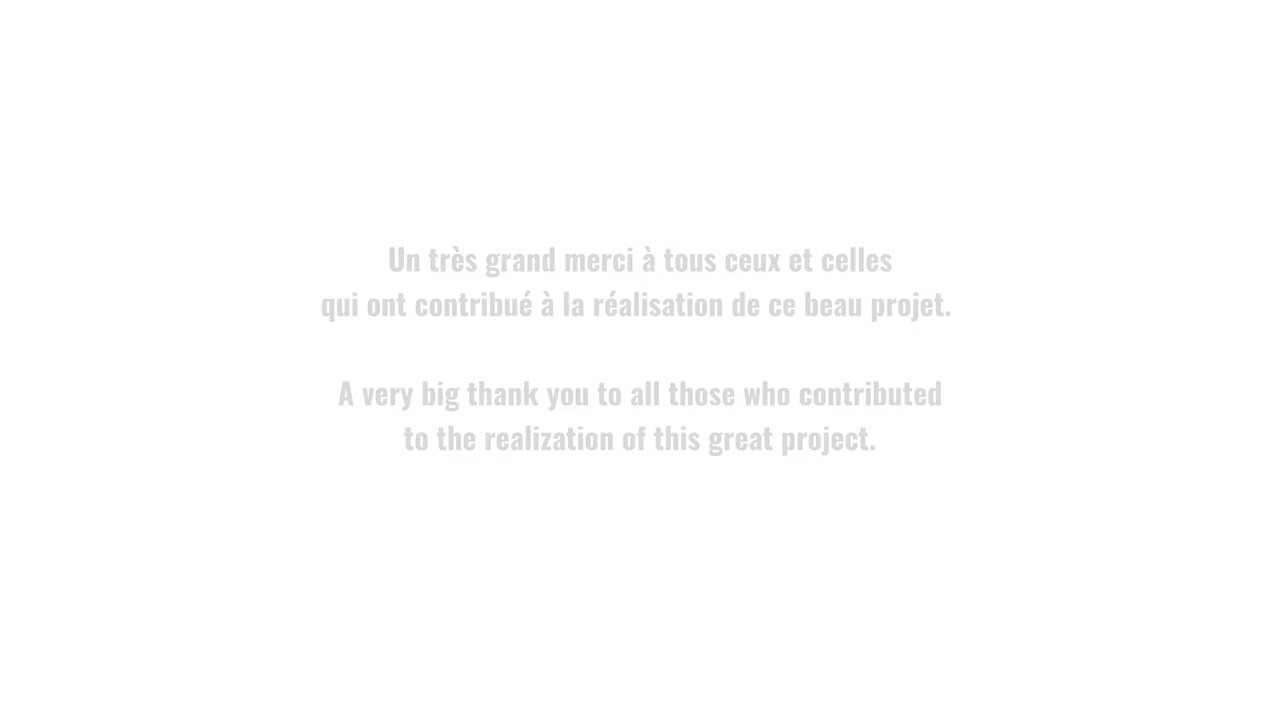 Un très grand merci à tous ceux et celles
qui ont contribué à la réalisation de ce beau projet.
A very big thank you to all those who contributed
to the realization of this great project.